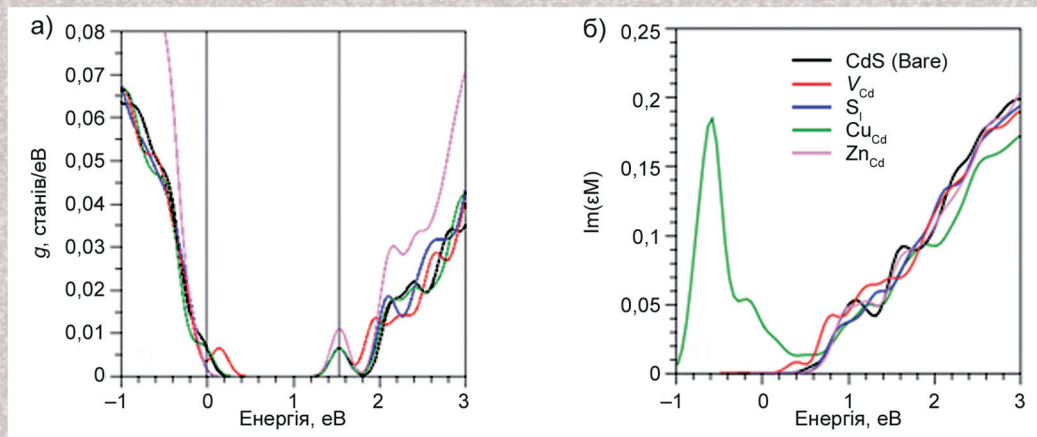 а)
0,08
0,07
0,06
0,05
0,04
0,03
0,02
0,01
0
g, станів/еВ
–1 0 1 2 3
Енергія, еВ
б)
0,25
0,2
0,15
0,1
0,05
0
Im(εM)
–1 0 1 2 3
Енергія, еВ
CdS (Bare)
VCd
SI
CuCd
ZnCd